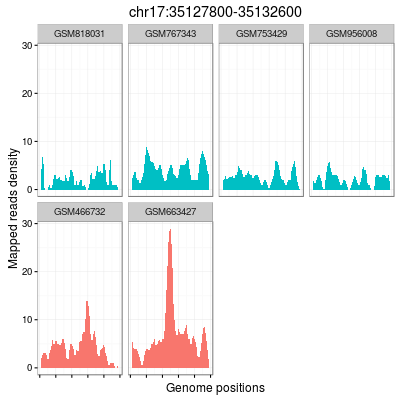 chr17:35127800-35132600
GSM818031 GSM767343 GSM753429 GSM956008
30
20
10
0
GSM466732 GSM663427
30
20
10
0
Mapped reads density
Genome positions